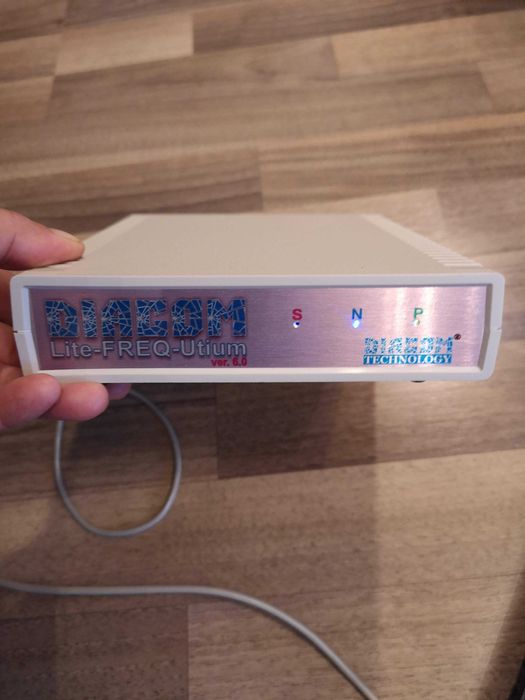 DIACOM
Lite-FREQ-Utium
ver. 6.0
S N P
DIACOM®
TECHNOLOGY